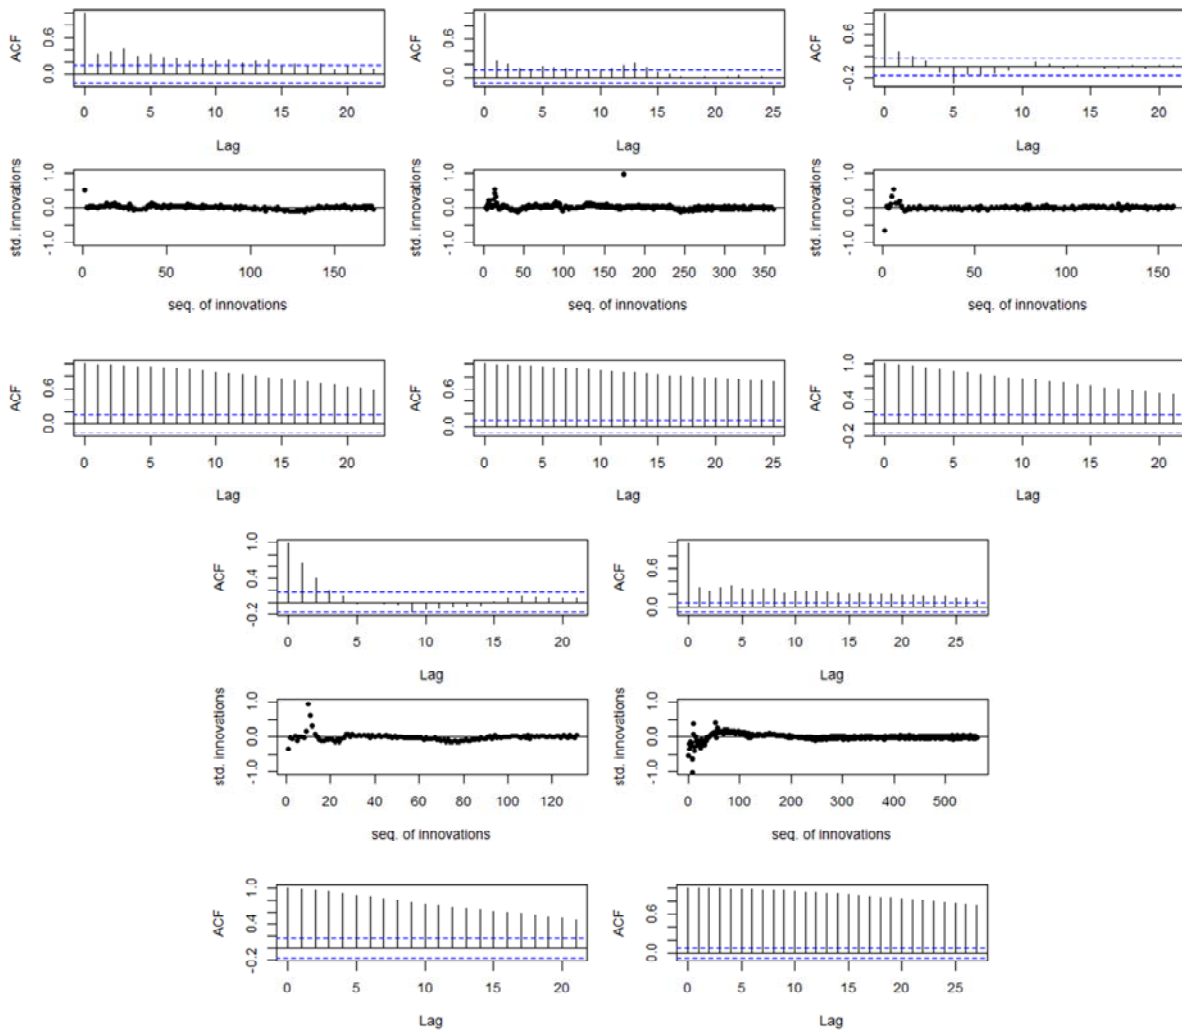 ACF 0.6 0.0
0 5 10 15 20
Lag
ACF 0.6 0.0
0 5 10 15 20 25
Lag
ACF 0.6 -0.2
0 5 10 15 20
Lag
std. innovations 1.0 0.0 -1.0
0 50 100 150
seq. of innovations
std. innovations 1.0 0.0 -1.0
0 50 100 150 200 250 300 350
seq. of innovations
std. innovations 1.0 0.0 -1.0
0 50 100 150
seq. of innovations
ACF 0.6 0.0
0 5 10 15 20
Lag
ACF 0.6 0.0
0 5 10 15 20 25
Lag
ACF 1.0 0.4 -0.2
0 5 10 15 20
Lag
ACF 1.0 0.4 -0.2
0 5 10 15 20
Lag
ACF 0.6 0.0
0 5 10 15 20 25
Lag
std. innovations 1.0 0.0 -1.0
0 20 40 60 80 100 120
seq. of innovations
std. innovations 1.0 0.0 -1.0
0 100 200 300 400 500
seq. of innovations
ACF 1.0 0.4 -0.2
0 5 10 15 20
Lag
ACF 0.6 0.0
0 5 10 15 20 25
Lag